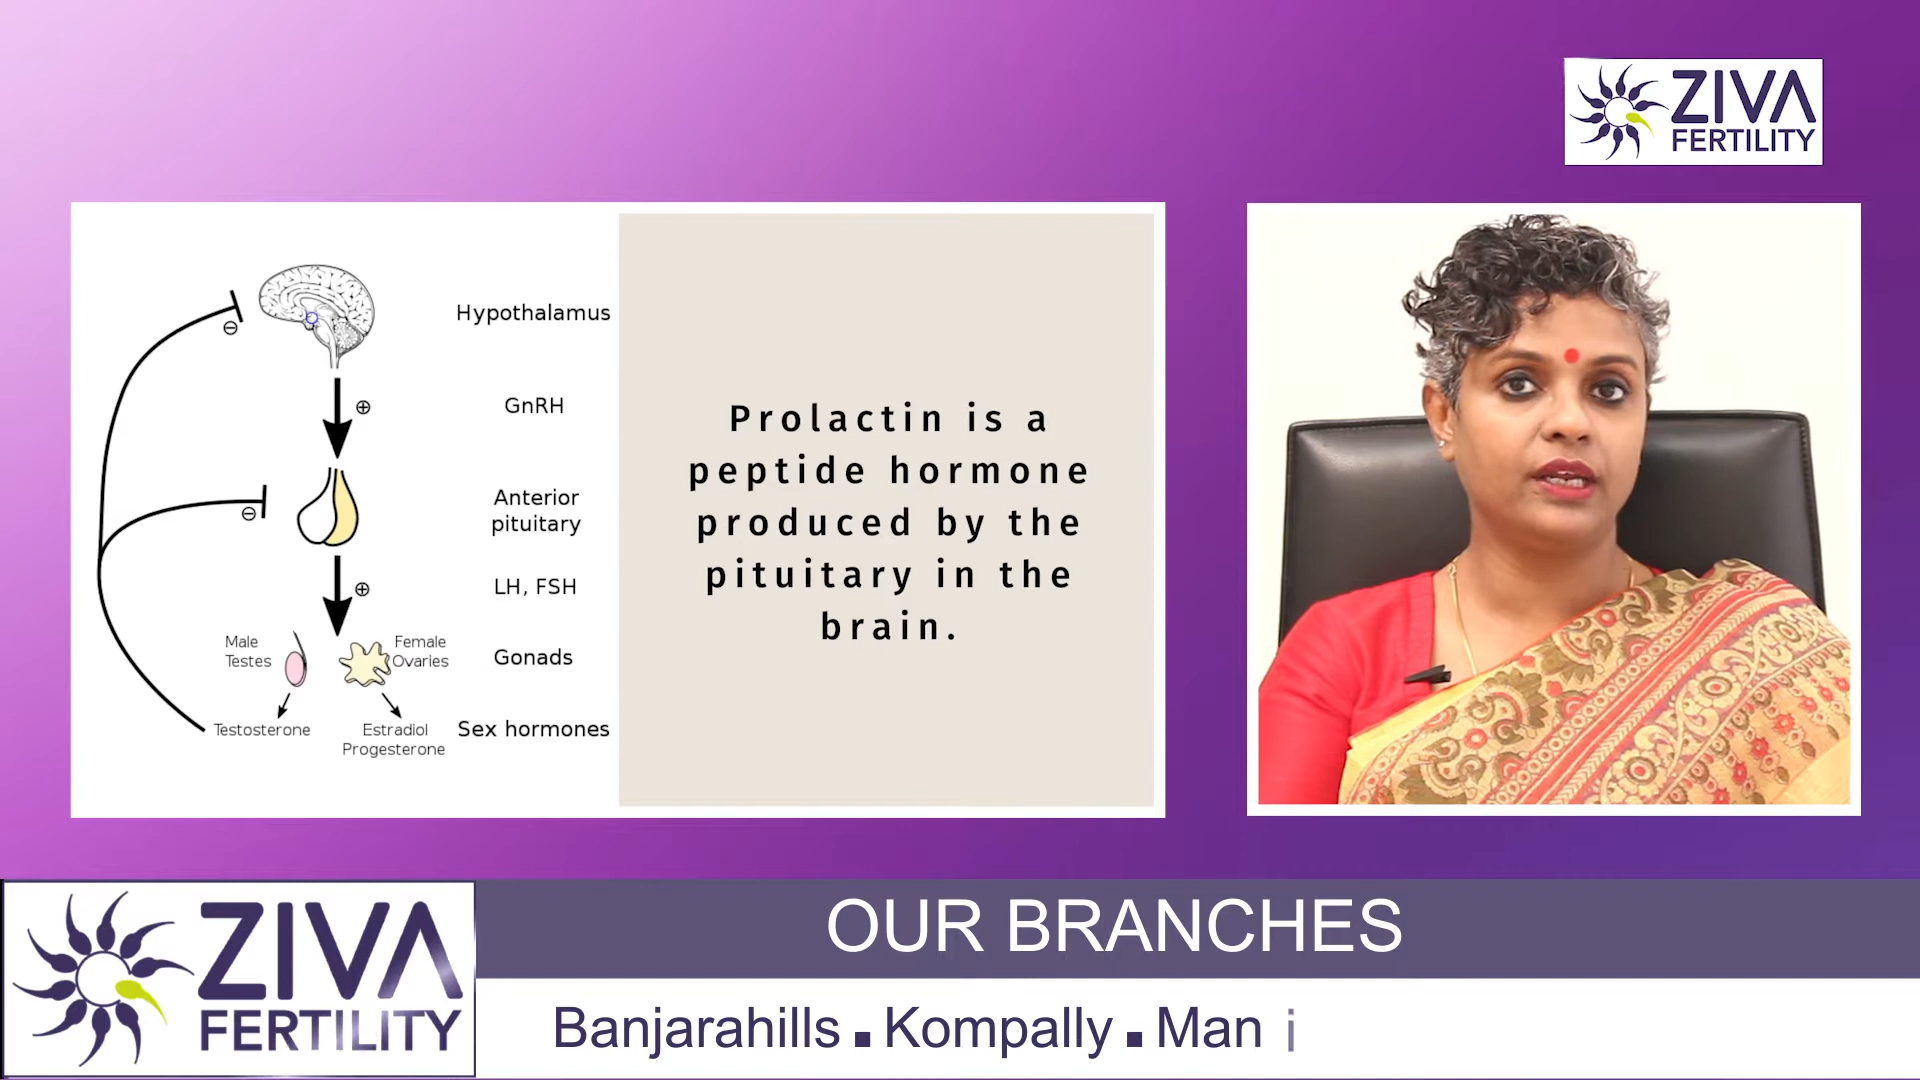 ZIVA
FERTILITY
Hypothalamus
GnRH
Anterior
pituitary
LH, FSH
Male
Testes
Female
Ovaries
Gonads
Testosterone
Estradiol
Progesterone
Sex hormones
Prolactin is a
peptide hormone
produced by the
pituitary in the
brain.
ZIVA
FERTILITY
OUR BRANCHES
Banjarahills ▪ Kompally ▪ Man i